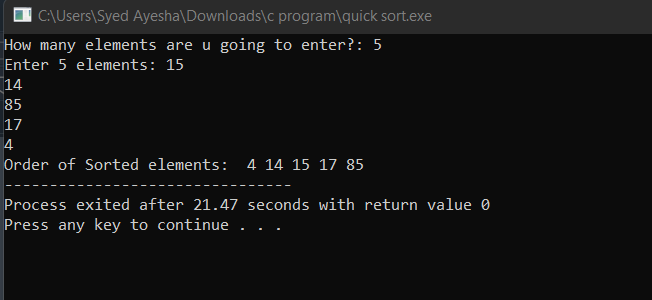 C:\Users\Syed Ayesha\Downloads\c program\quick sort.exe
How many elements are u going to enter?: 5
Enter 5 elements: 15
14
85
17
4
Order of Sorted elements:  4 14 15 17 85
--------------------------------
Process exited after 21.47 seconds with return value 0
Press any key to continue . . .